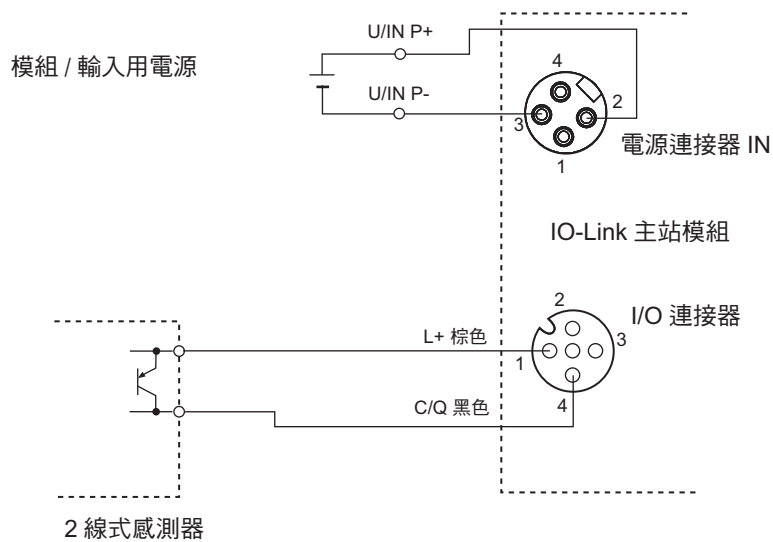 U/IN P+
模組 / 輸入用電源
4
U/IN P-
2
3
電源連接器 IN
1
IO-Link 主站模組
2
I/O 連接器
L+ 棕色
3
1
C/Q 黑色
4
2 線式感測器